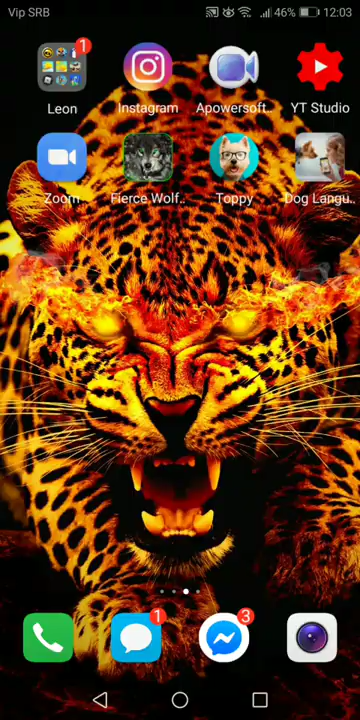 Vip SRB 46% 12:03
1
Leon Instagram Apowersoft.. YT Studio
Zoom Fierce Wolf.. Toppy Dog Langu..
1 3